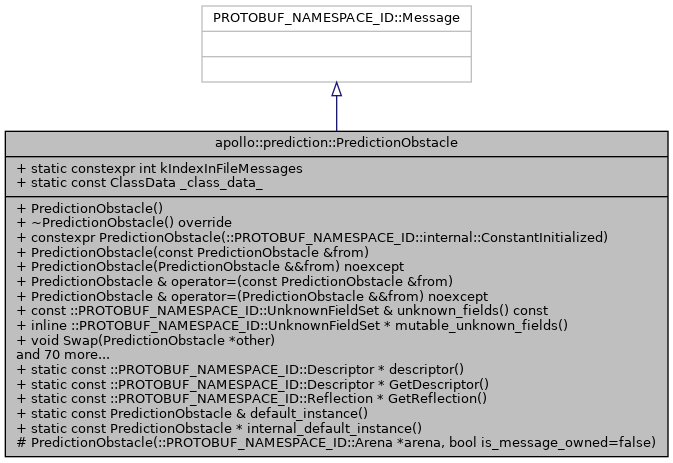 PROTOBUF_NAMESPACE_ID::Message
apollo::prediction::PredictionObstacle
+ static constexpr int kIndexInFileMessages
+ static const ClassData _class_data_
+ PredictionObstacle()
+ ~PredictionObstacle() override
+ constexpr PredictionObstacle(::PROTOBUF_NAMESPACE_ID::internal::ConstantInitialized)
+ PredictionObstacle(const PredictionObstacle &from)
+ PredictionObstacle(PredictionObstacle &&from) noexcept
+ PredictionObstacle & operator=(const PredictionObstacle &from)
+ PredictionObstacle & operator=(PredictionObstacle &&from) noexcept
+ const ::PROTOBUF_NAMESPACE_ID::UnknownFieldSet & unknown_fields() const
+ inline ::PROTOBUF_NAMESPACE_ID::UnknownFieldSet * mutable_unknown_fields()
+ void Swap(PredictionObstacle *other)
and 70 more...
+ static const ::PROTOBUF_NAMESPACE_ID::Descriptor * descriptor()
+ static const ::PROTOBUF_NAMESPACE_ID::Descriptor * GetDescriptor()
+ static const ::PROTOBUF_NAMESPACE_ID::Reflection * GetReflection()
+ static const PredictionObstacle & default_instance()
+ static const PredictionObstacle * internal_default_instance()
# PredictionObstacle(::PROTOBUF_NAMESPACE_ID::Arena *arena, bool is_message_owned=false)